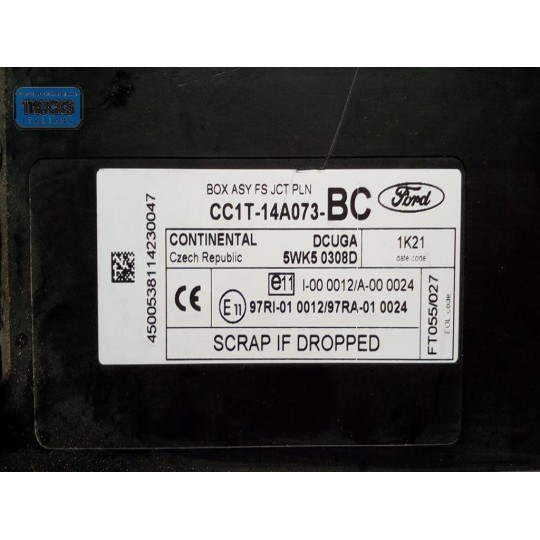 TRUCKS
BOX ASY FS JCT PLN
CC1T-14A073-BC
Ford
CONTINENTAL
Czech Republic
DCUGA
5WK5 0308D
1K21
date code
CE
e11 I-00 0012/A-00 0024
E11 97RI-01 0012/97RA-01 0024
SCRAP IF DROPPED
4500538114230047
FT055/027
EOL code